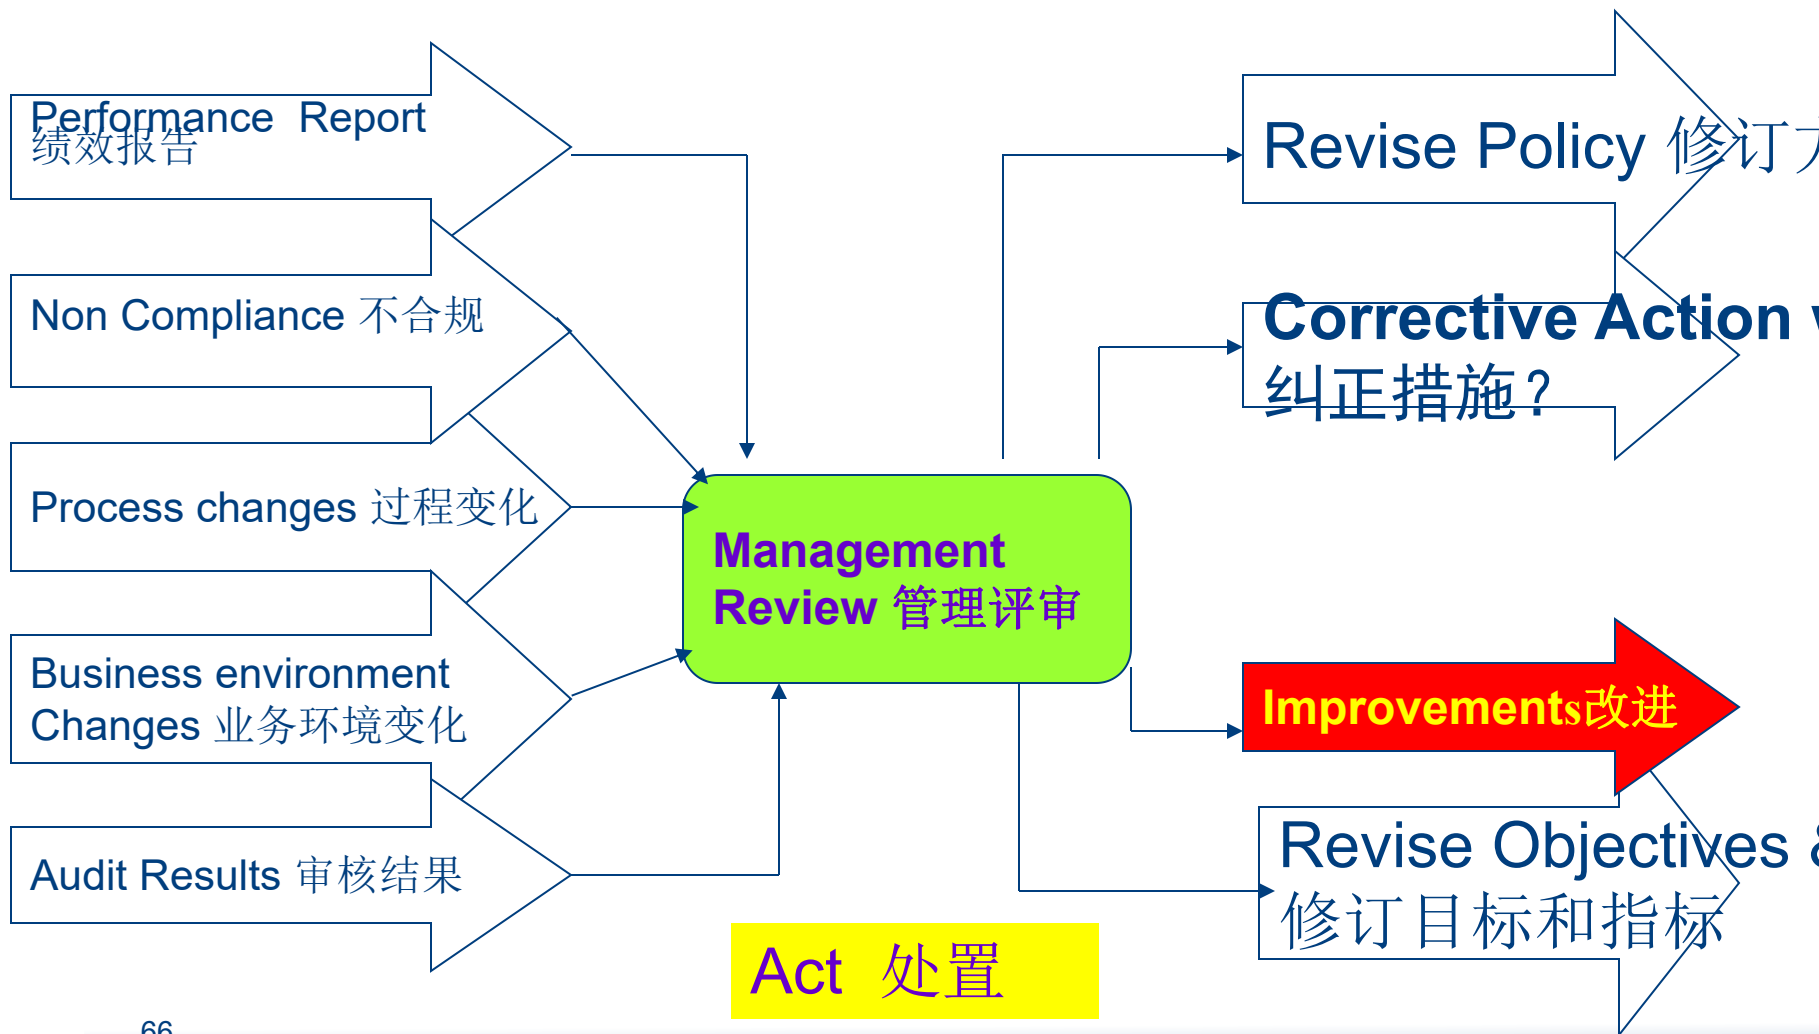 Performance  Report
绩效报告
Non Compliance 不合规
Process changes 过程变化
Business environment
Changes 业务环境变化
Audit Results 审核结果
Management
Review 管理评审
Act 处置
Revise Policy 修订
Corrective Action
纠正措施?
Improvements改进
Revise Objectives &
修订目标和指标
66